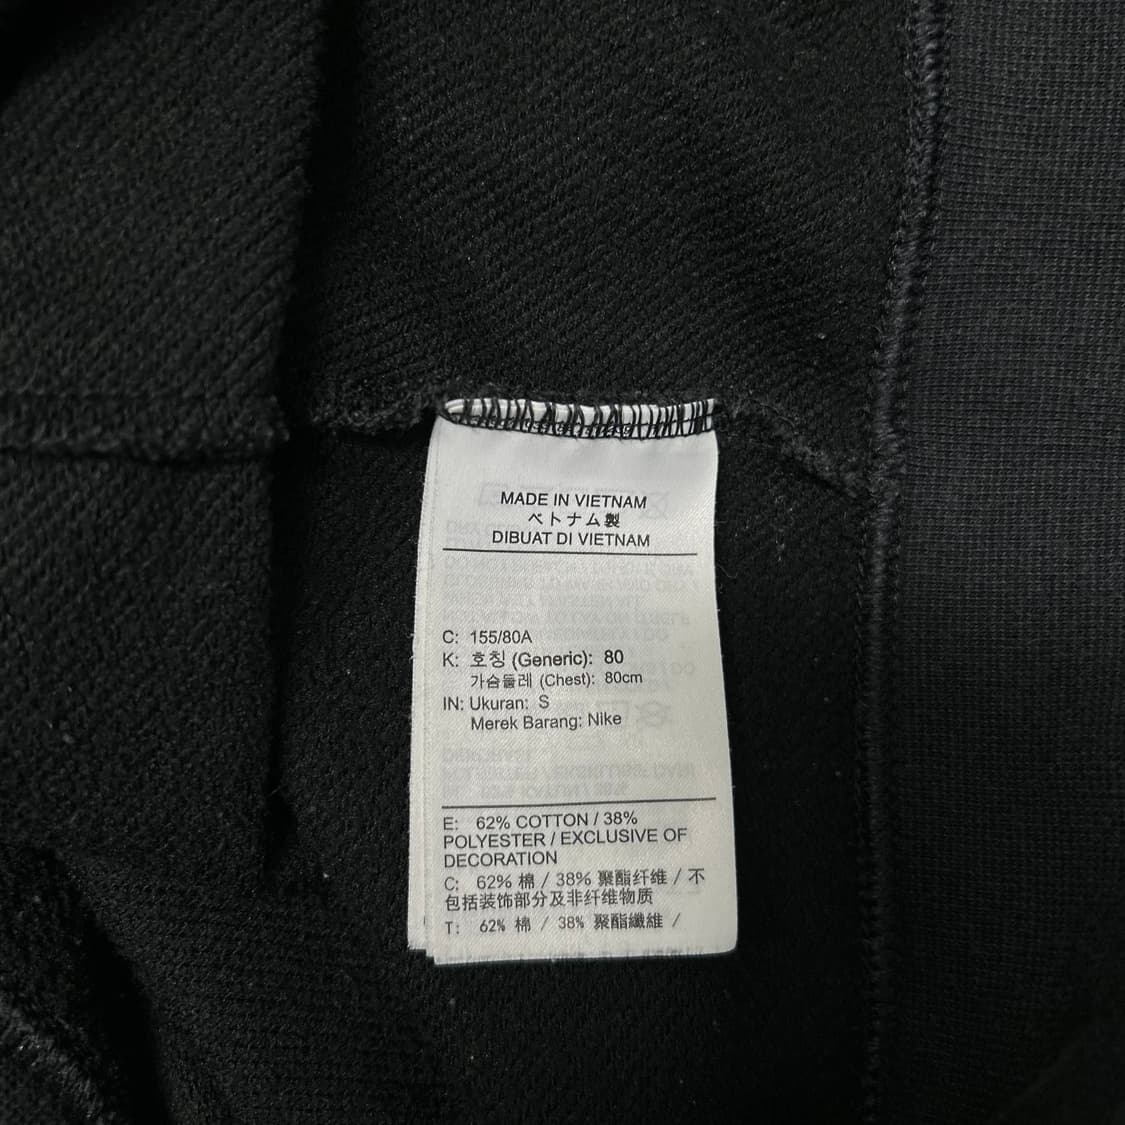 MADE IN VIETNAM
ベトナム製
DIBUAT DI VIETNAM
C: 155/80A
K: 호칭 (Generic): 80
가슴둘레 (Chest): 80cm
IN: Ukuran: S
Merek Barang: Nike
E: 62% COTTON / 38%
POLYESTER / EXCLUSIVE OF
DECORATION
C: 62% 棉 / 38% 聚酯纤维 / 不
包括装饰部分及非纤维物质
T: 62% 棉 / 38% 聚酯纖維 /